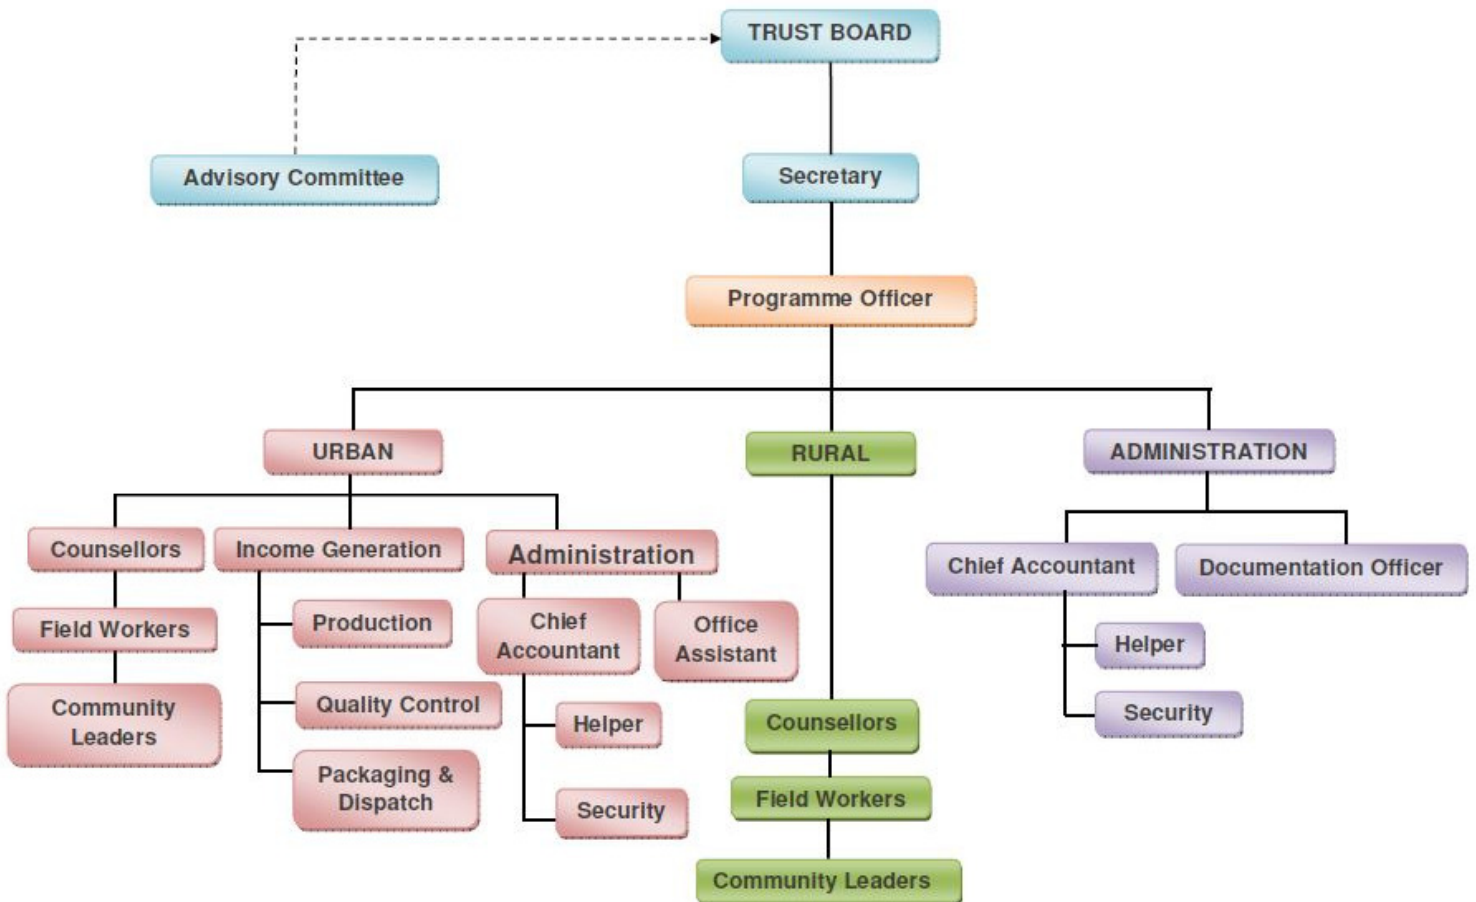 TRUST BOARD
Advisory Committee
Secretary
Programme Officer
URBAN
RURAL
ADMINISTRATION
Counsellors
Income Generation
Administration
Chief Accountant
Documentation Officer
Field Workers
Production
Chief
Accountant
Office
Assistant
Helper
Community
Leaders
Quality Control
Helper
Counsellors
Security
Packaging &
Dispatch
Security
Field Workers
Community Leaders